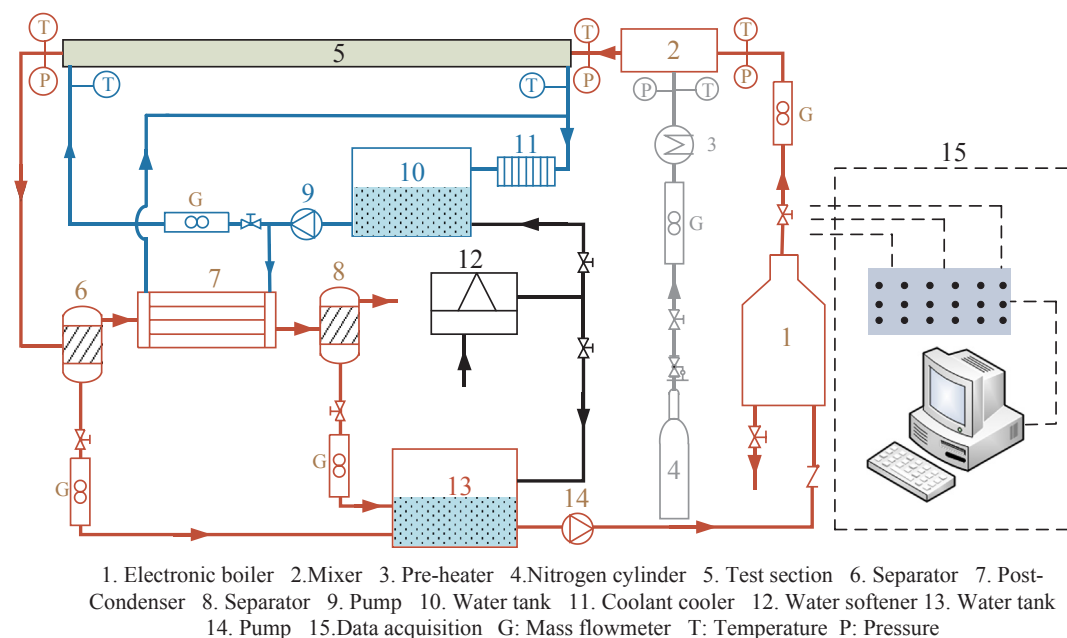 T
T
T
P
P
P
5
2
T
T
P
T
G
3
15
11
10
9
G
G
12
6
7
8
1
G
G
4
13
14
1. Electronic boiler 2.Mixer 3. Pre-heater 4.Nitrogen cylinder 5. Test section 6. Separator 7. Post-
Condenser 8. Separator 9. Pump 10. Water tank 11. Coolant cooler 12. Water softener 13. Water tank
14. Pump 15.Data acquisition G: Mass flowmeter T: Temperature P: Pressure